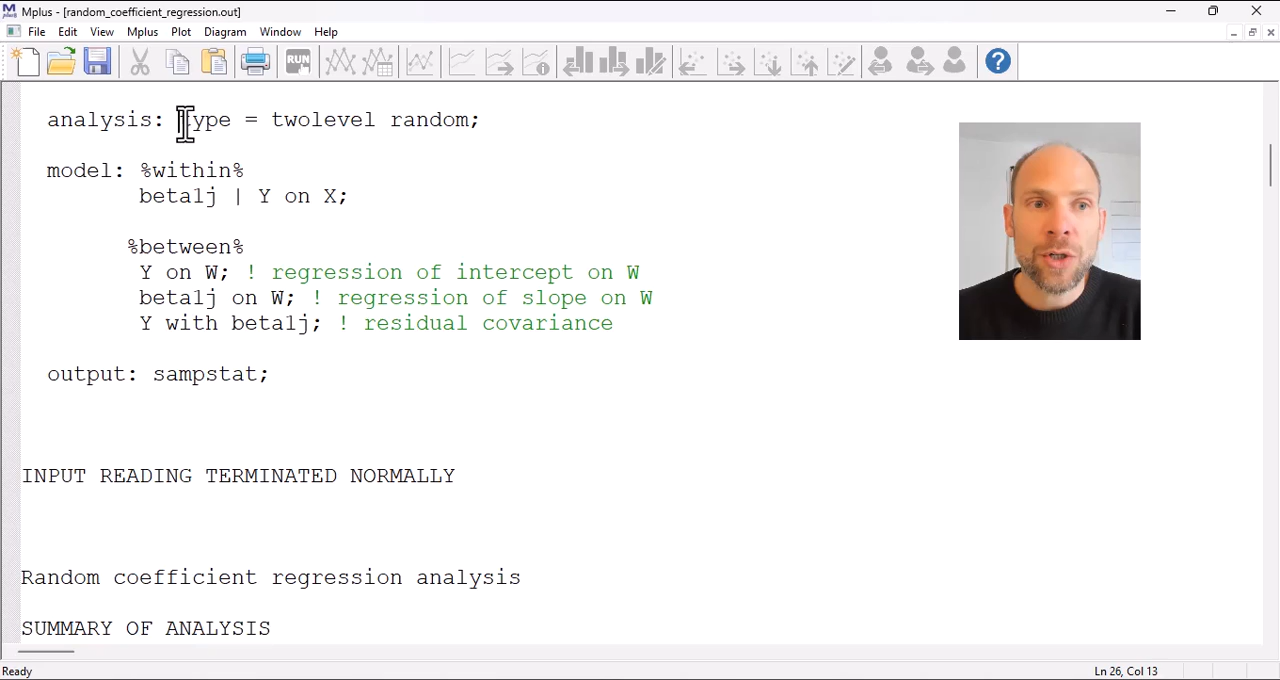 Mplus - [random_coefficient_regression.out]
File Edit View Mplus Plot Diagram Window Help
RUN
analysis: type = twolevel random;
model: %within%
beta1j | Y on X;
%between%
Y on W; ! regression of intercept on W
beta1j on W; ! regression of slope on W
Y with beta1j; ! residual covariance
output: sampstat;
INPUT READING TERMINATED NORMALLY
Random coefficient regression analysis
SUMMARY OF ANALYSIS
Ready
Ln 26, Col 13